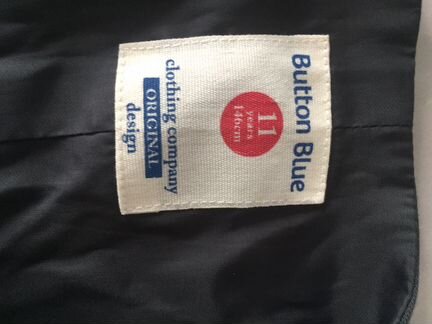 Button Blue
11
years
146cm
clothing company
ORIGINAL
design